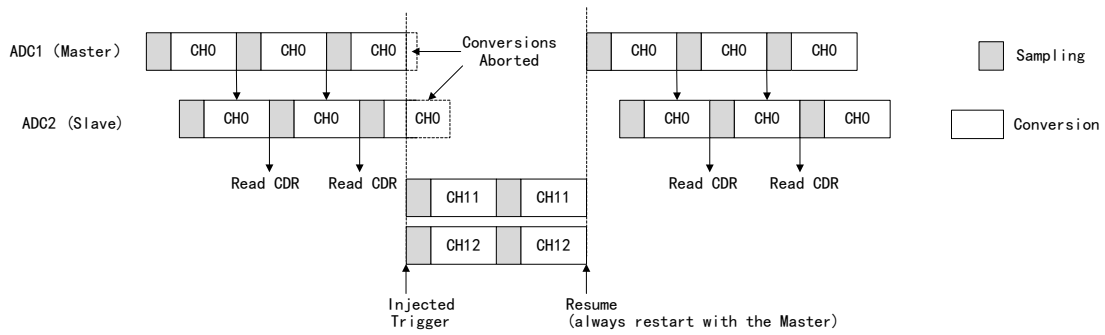 ADC1 (Master)
CH0 CH0 CH0
Conversions
Aborted
CH0 CH0 CH0
Sampling
ADC2 (Slave)
CH0 CH0 CH0
CH0 CH0 CH0
Conversion
Read CDR Read CDR
Read CDR Read CDR
CH11 CH11
CH12 CH12
Injected
Trigger
Resume
(always restart with the Master)